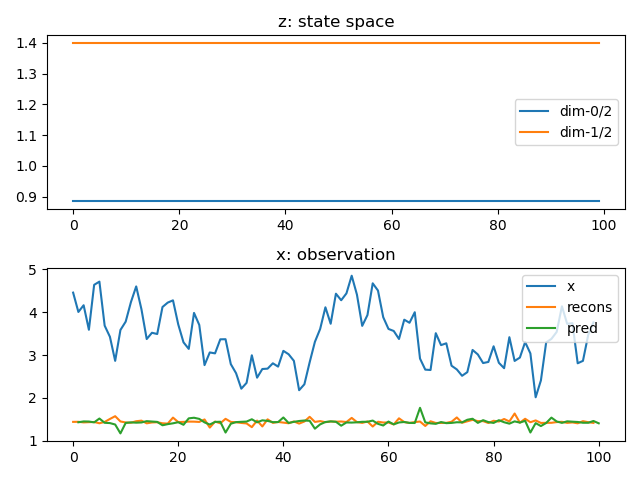 z: state space
1.4
1.3
1.2
1.1
1.0
0.9
dim-0/2
dim-1/2
0 20 40 60 80 100
x: observation
5
4
3
2
1
x
recons
pred
0 20 40 60 80 100